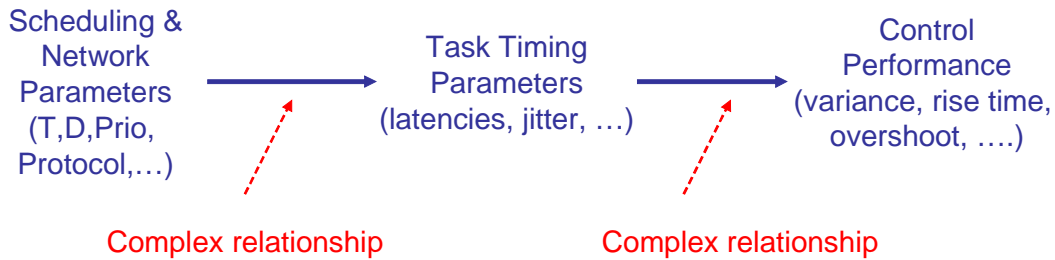 Scheduling &
Network
Parameters
(T,D,Prio,
Protocol,…)
Task Timing
Parameters
(latencies, jitter, …)
Control
Performance
(variance, rise time,
overshoot, ….)
Complex relationship
Complex relationship